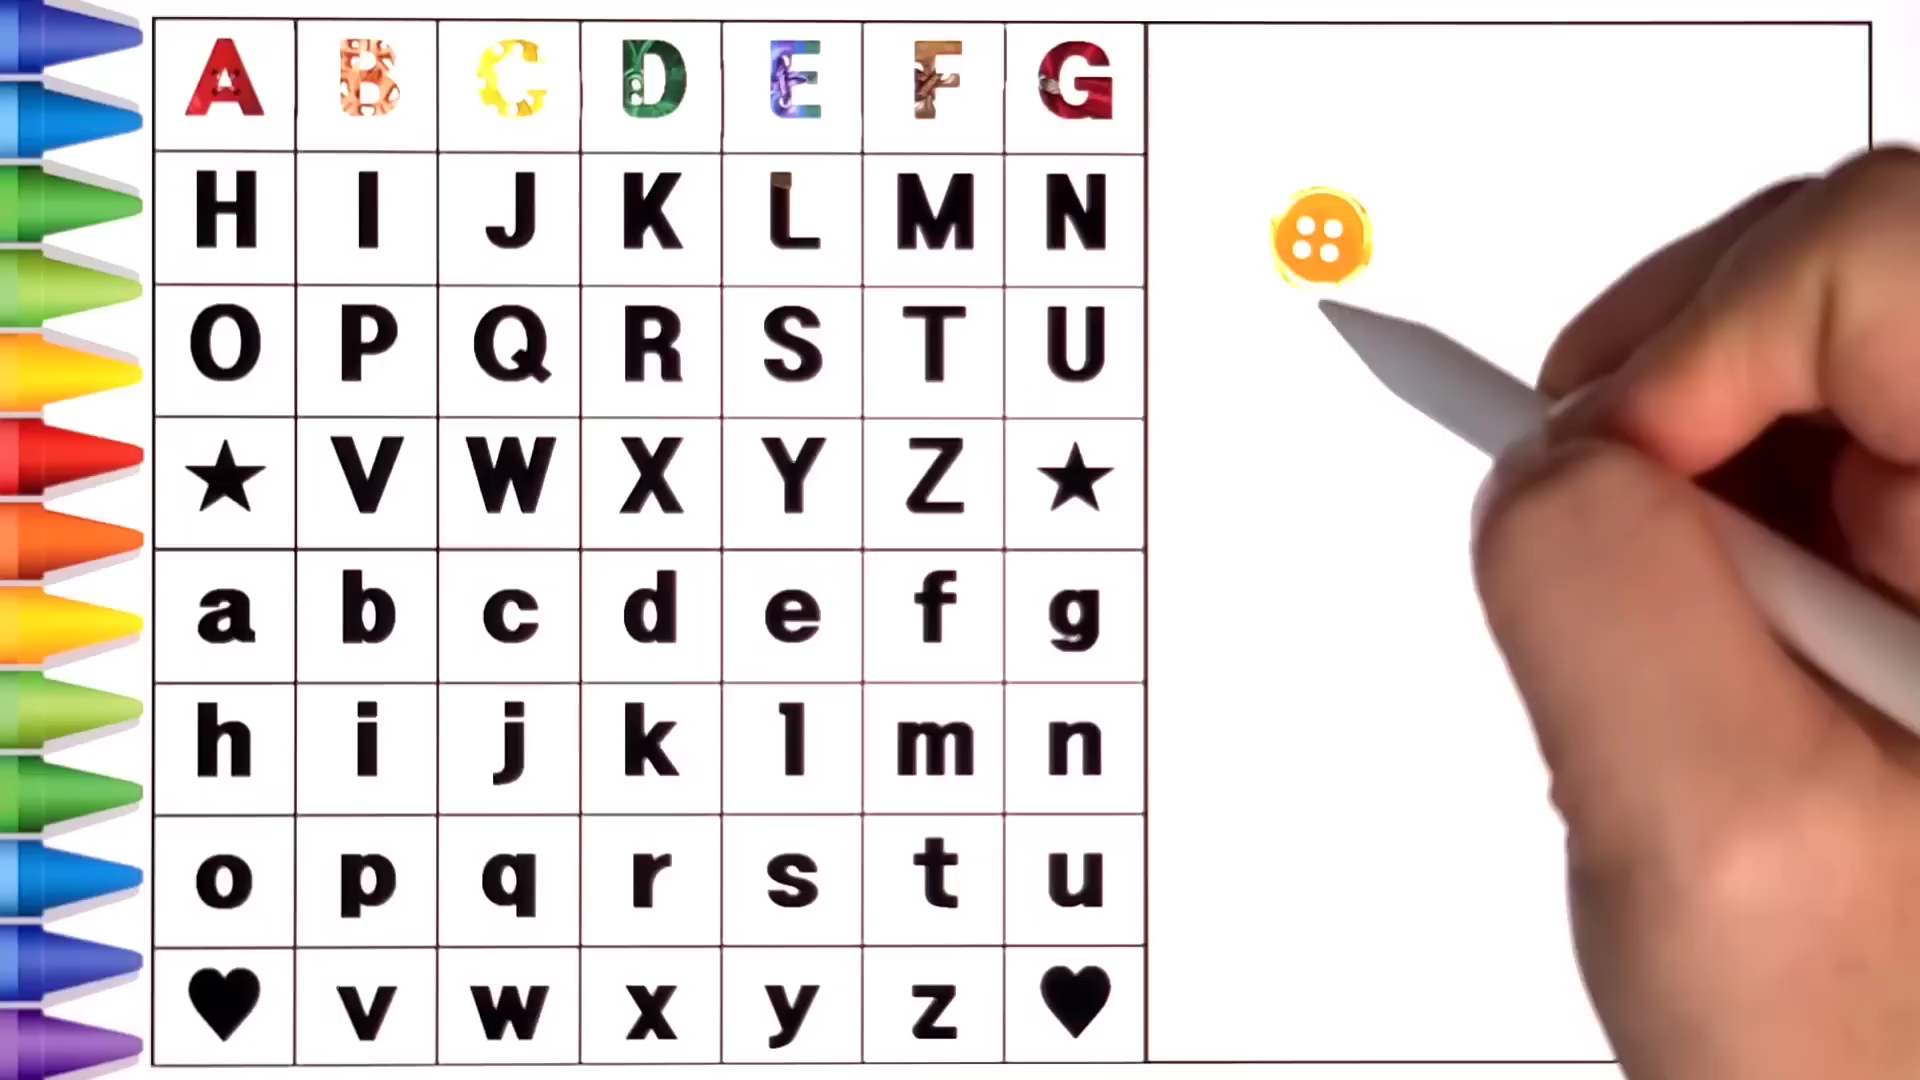 A B C D E F G
H I J K L M N
O P Q R S T U
★ V W X Y Z ★
a b c d e f g
h i j k l m n
o p q r s t u
♥ v w x y z ♥